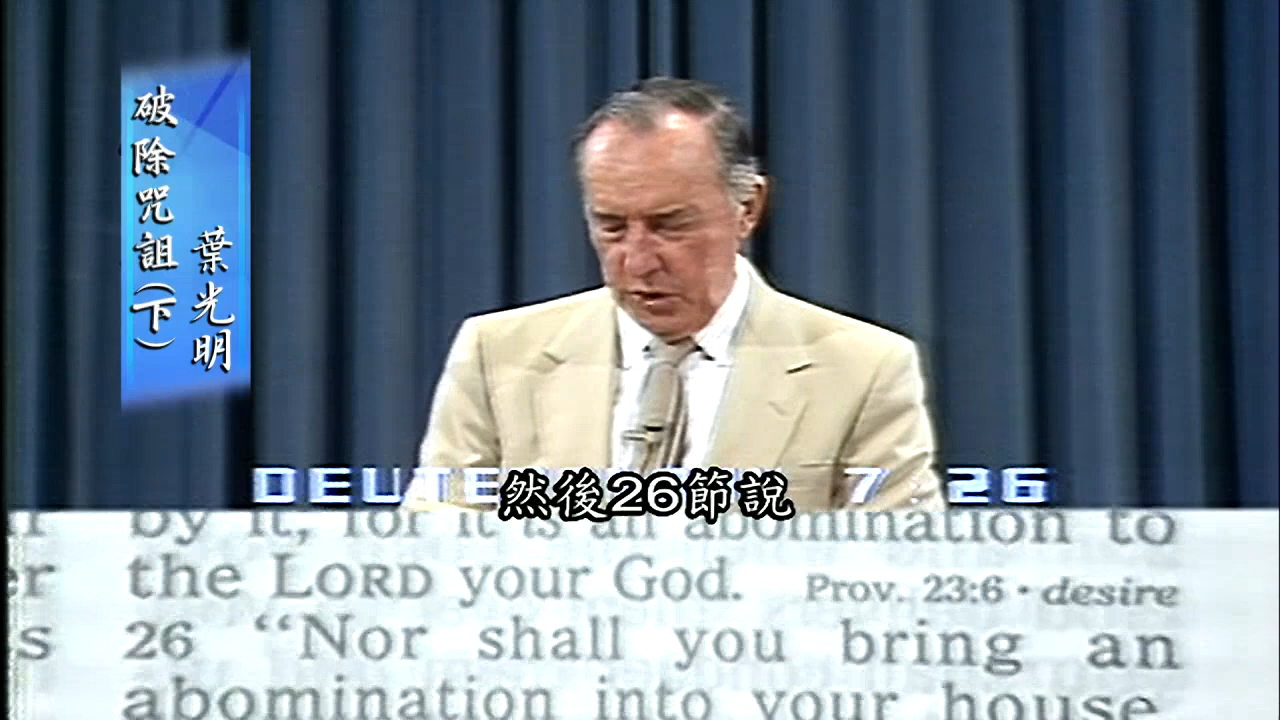 破除咒詛(下)
葉光明
DEUTE 7:26
然後26節說
by it, for it is an abomination to
the LORD your God. Prov. 23:6 · desire
26 “Nor shall you bring an
abomination into your house